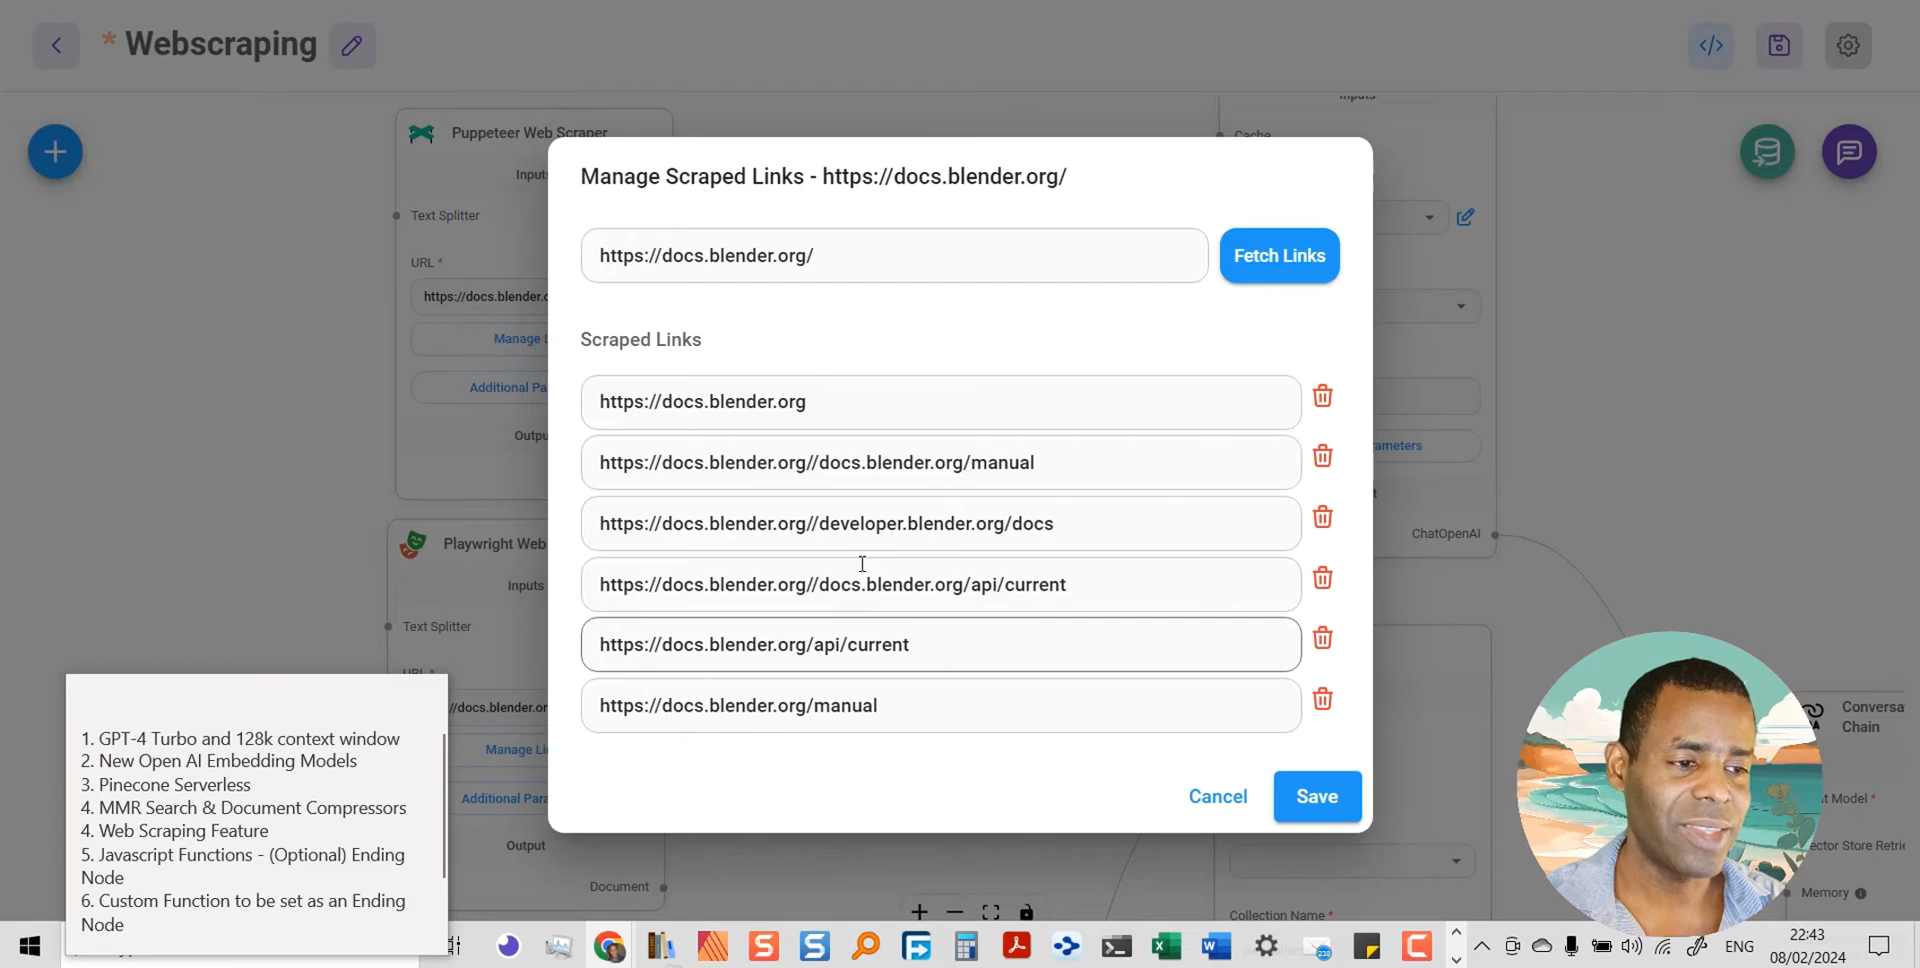 * Webscraping
Puppeteer Web Scraper
Inputs
Text Splitter
URL *
https://docs.blender.o
Manage L
Additional Pa
Outpu
Playwright Web
Inputs
Text Splitter
//docs.blender.or
Manage Li
Additional Para
Output
Document
Manage Scraped Links - https://docs.blender.org/
https://docs.blender.org/
Fetch Links
Scraped Links
https://docs.blender.org
https://docs.blender.org//docs.blender.org/manual
https://docs.blender.org//developer.blender.org/docs
https://docs.blender.org//docs.blender.org/api/current
https://docs.blender.org/api/current
https://docs.blender.org/manual
Cancel
Save
Inputs
Cache
ameters
ChatOpenAI
Conversa
Chain
t Model *
ector Store Retrie
Memory
Collection Name *
1. GPT-4 Turbo and 128k context window
2. New Open AI Embedding Models
3. Pinecone Serverless
4. MMR Search & Document Compressors
4. Web Scraping Feature
5. Javascript Functions - (Optional) Ending
Node
6. Custom Function to be set as an Ending
Node
ENG
22:43
08/02/2024